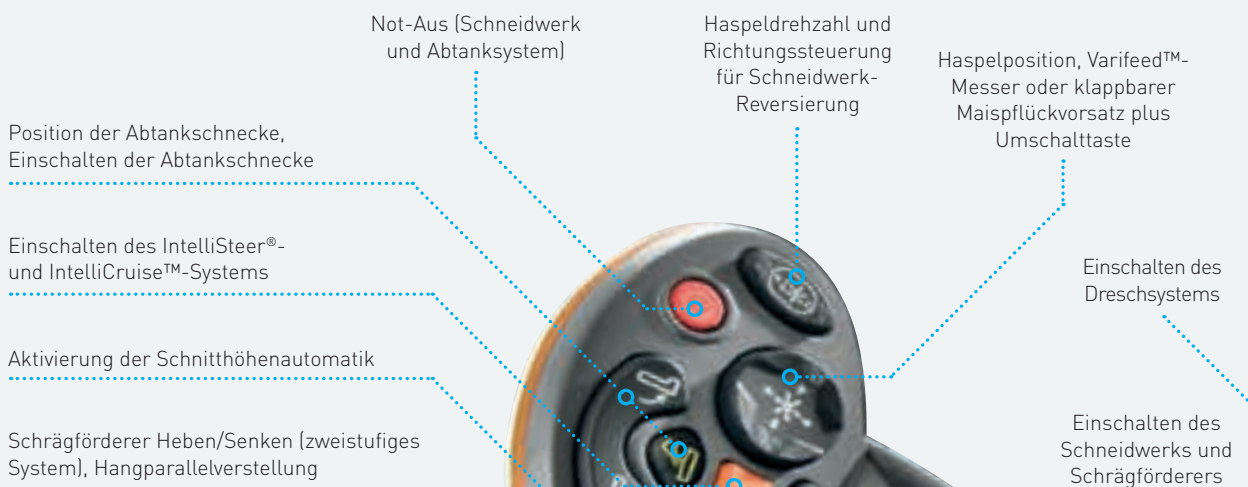 Not-Aus (Schneidwerk
und Abtanksystem)
Haspeldrehzahl und
Richtungssteuerung
für Schneidwerk-
Reversierung
Haspelposition, Varifeed™-
Messer oder klappbarer
Maispflückvorsatz plus
Umschalttaste
Position der Abtankschnecke,
Einschalten der Abtankschnecke
Einschalten des IntelliSteer®-
und IntelliCruise™-Systems
Aktivierung der Schnitthöhenautomatik
Schrägförderer Heben/Senken (zweistufiges
System), Hangparallelverstellung
Einschalten des
Dreschsystems
Einschalten des
Schneidwerks und
Schrägförderers